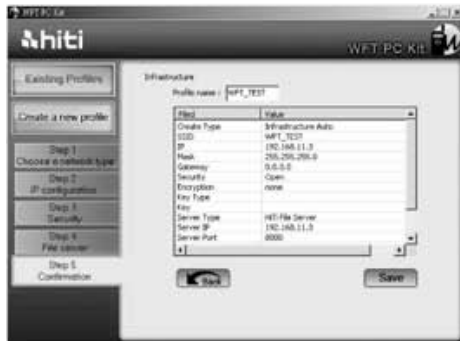 WFT PC Kit
hiti
WFT PC Kit
Existing Profiles
Create a new profile
Step 1
Choose a network type
Step 2
IP configuration
Step 3
Security
Step 4
File server
Step 5
Confirmation
Infrastructure
Profile name : WFT_TEST
Filed Value
Create Type Infrastructure Auto
SSID WFT_TEST
IP 192.168.11.3
Mask 255.255.255.0
Gateway 0.0.0.0
Security Open
Encryption none
Key Type
Key
Server Type HiTi File Server
Server IP 192.168.11.3
Server Port 8000
Back
Save